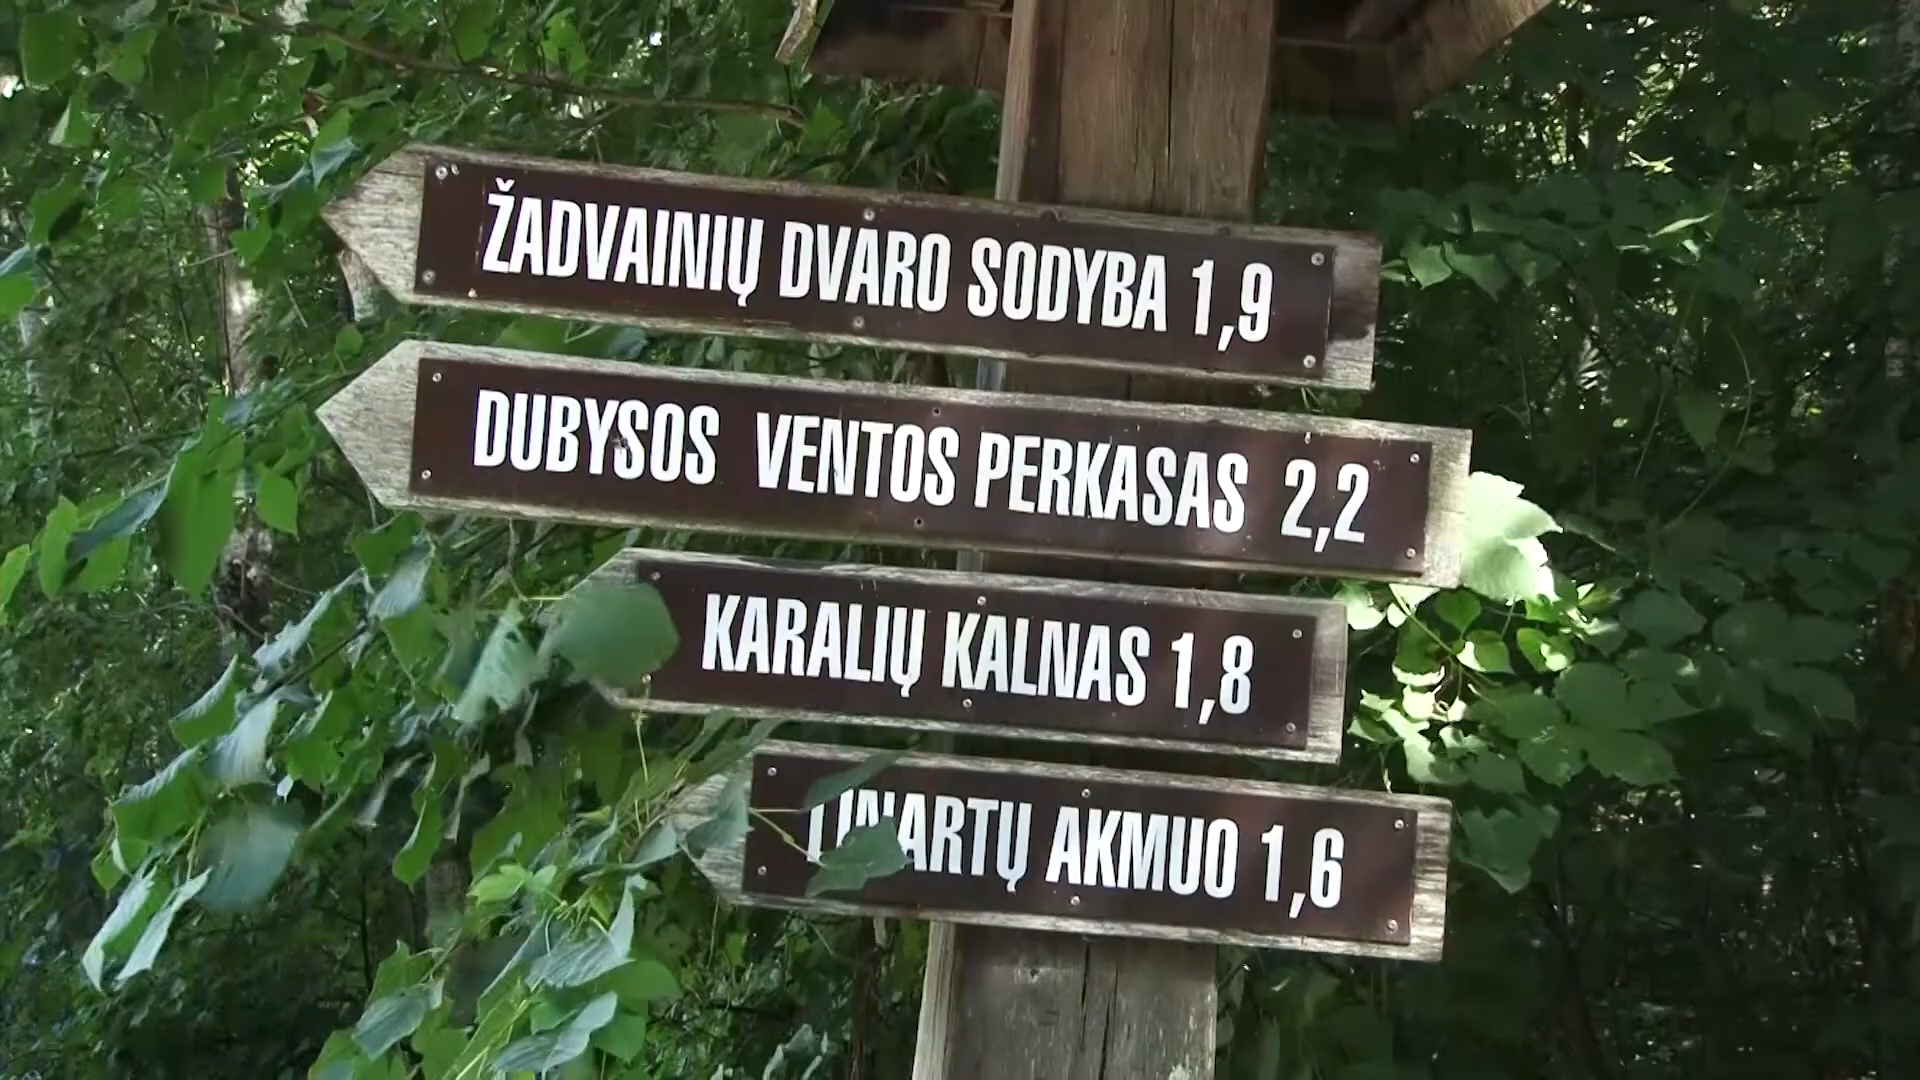 ŽADVAINIŲ DVARO SODYBA 1,9
DUBYSOS VENTOS PERKASAS 2,2
KARALIŲ KALNAS 1,8
AKMUO 1,6